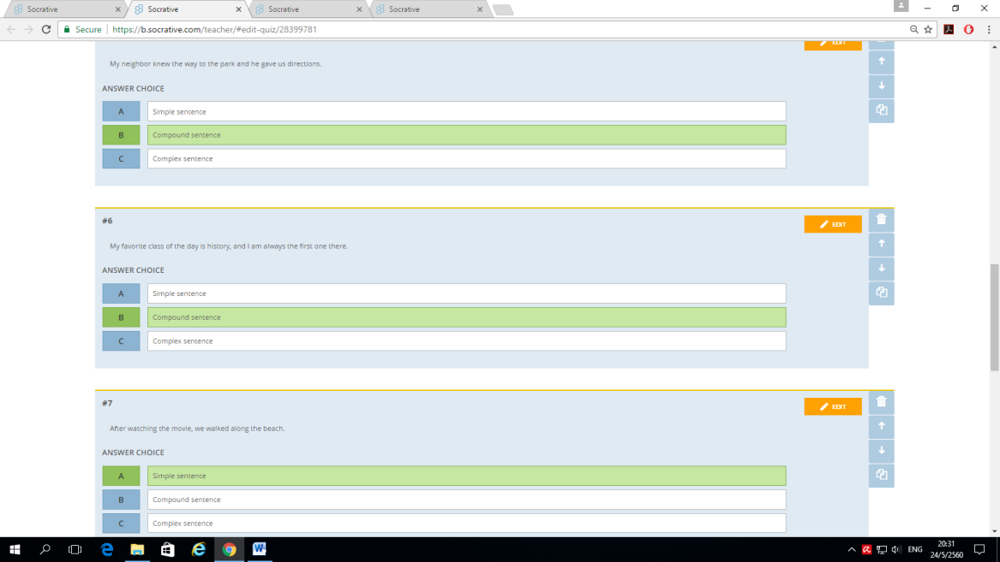 Socrative
Socrative
Socrative
Socrative
Secure
https://b.socrative.com/teacher/#edit-quiz/28399781
EDIT
My neighbor knew the way to the park and he gave us directions.
ANSWER CHOICE
A Simple sentence
B Compound sentence
C Complex sentence
#6
EDIT
My favorite class of the day is history, and I am always the first one there.
ANSWER CHOICE
A Simple sentence
B Compound sentence
C Complex sentence
#7
EDIT
After watching the movie, we walked along the beach.
ANSWER CHOICE
A Simple sentence
B Compound sentence
C Complex sentence
ENG
20:31
24/5/2560